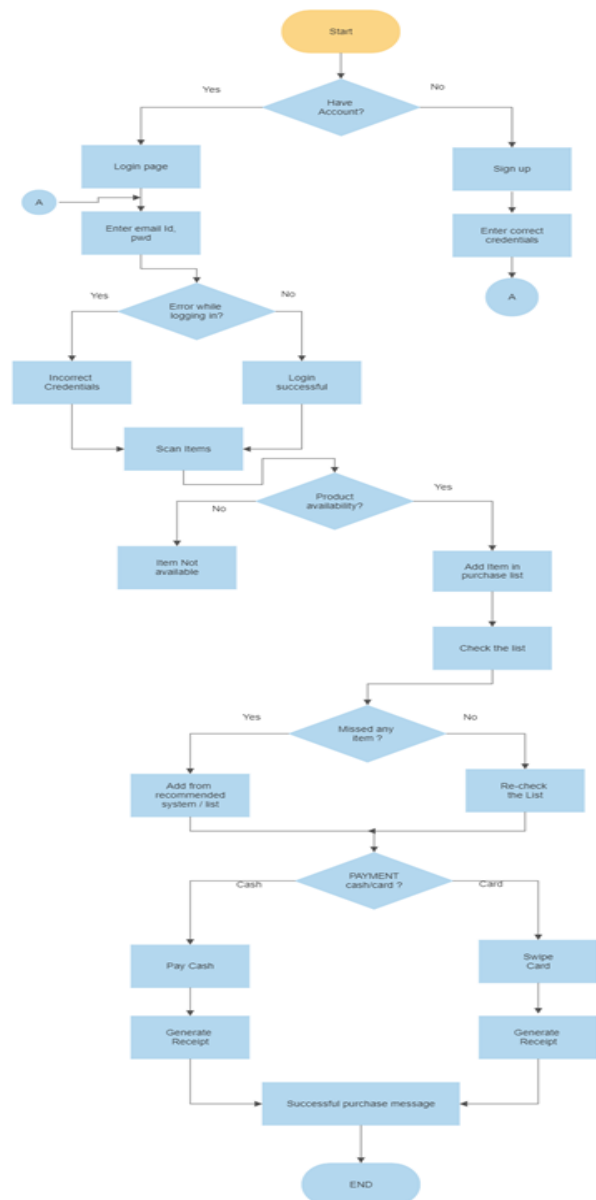 Start
Yes
No
Have
Account?
Login page
Sign up
A
Enter email Id,
pwd
Enter correct
credentials
A
Yes
No
Error while
logging in?
Incorrect
Credentials
Login
successful
Scan Items
Product
availability?
Yes
No
Item Not
available
Add Item in
purchase list
Check the list
Yes
No
Missed any
item ?
Add from
recommended
system / list
Re-check
the List
PAYMENT
cash/card ?
Cash
Card
Pay Cash
Swipe
Card
Generate
Receipt
Generate
Receipt
Successful purchase message
END